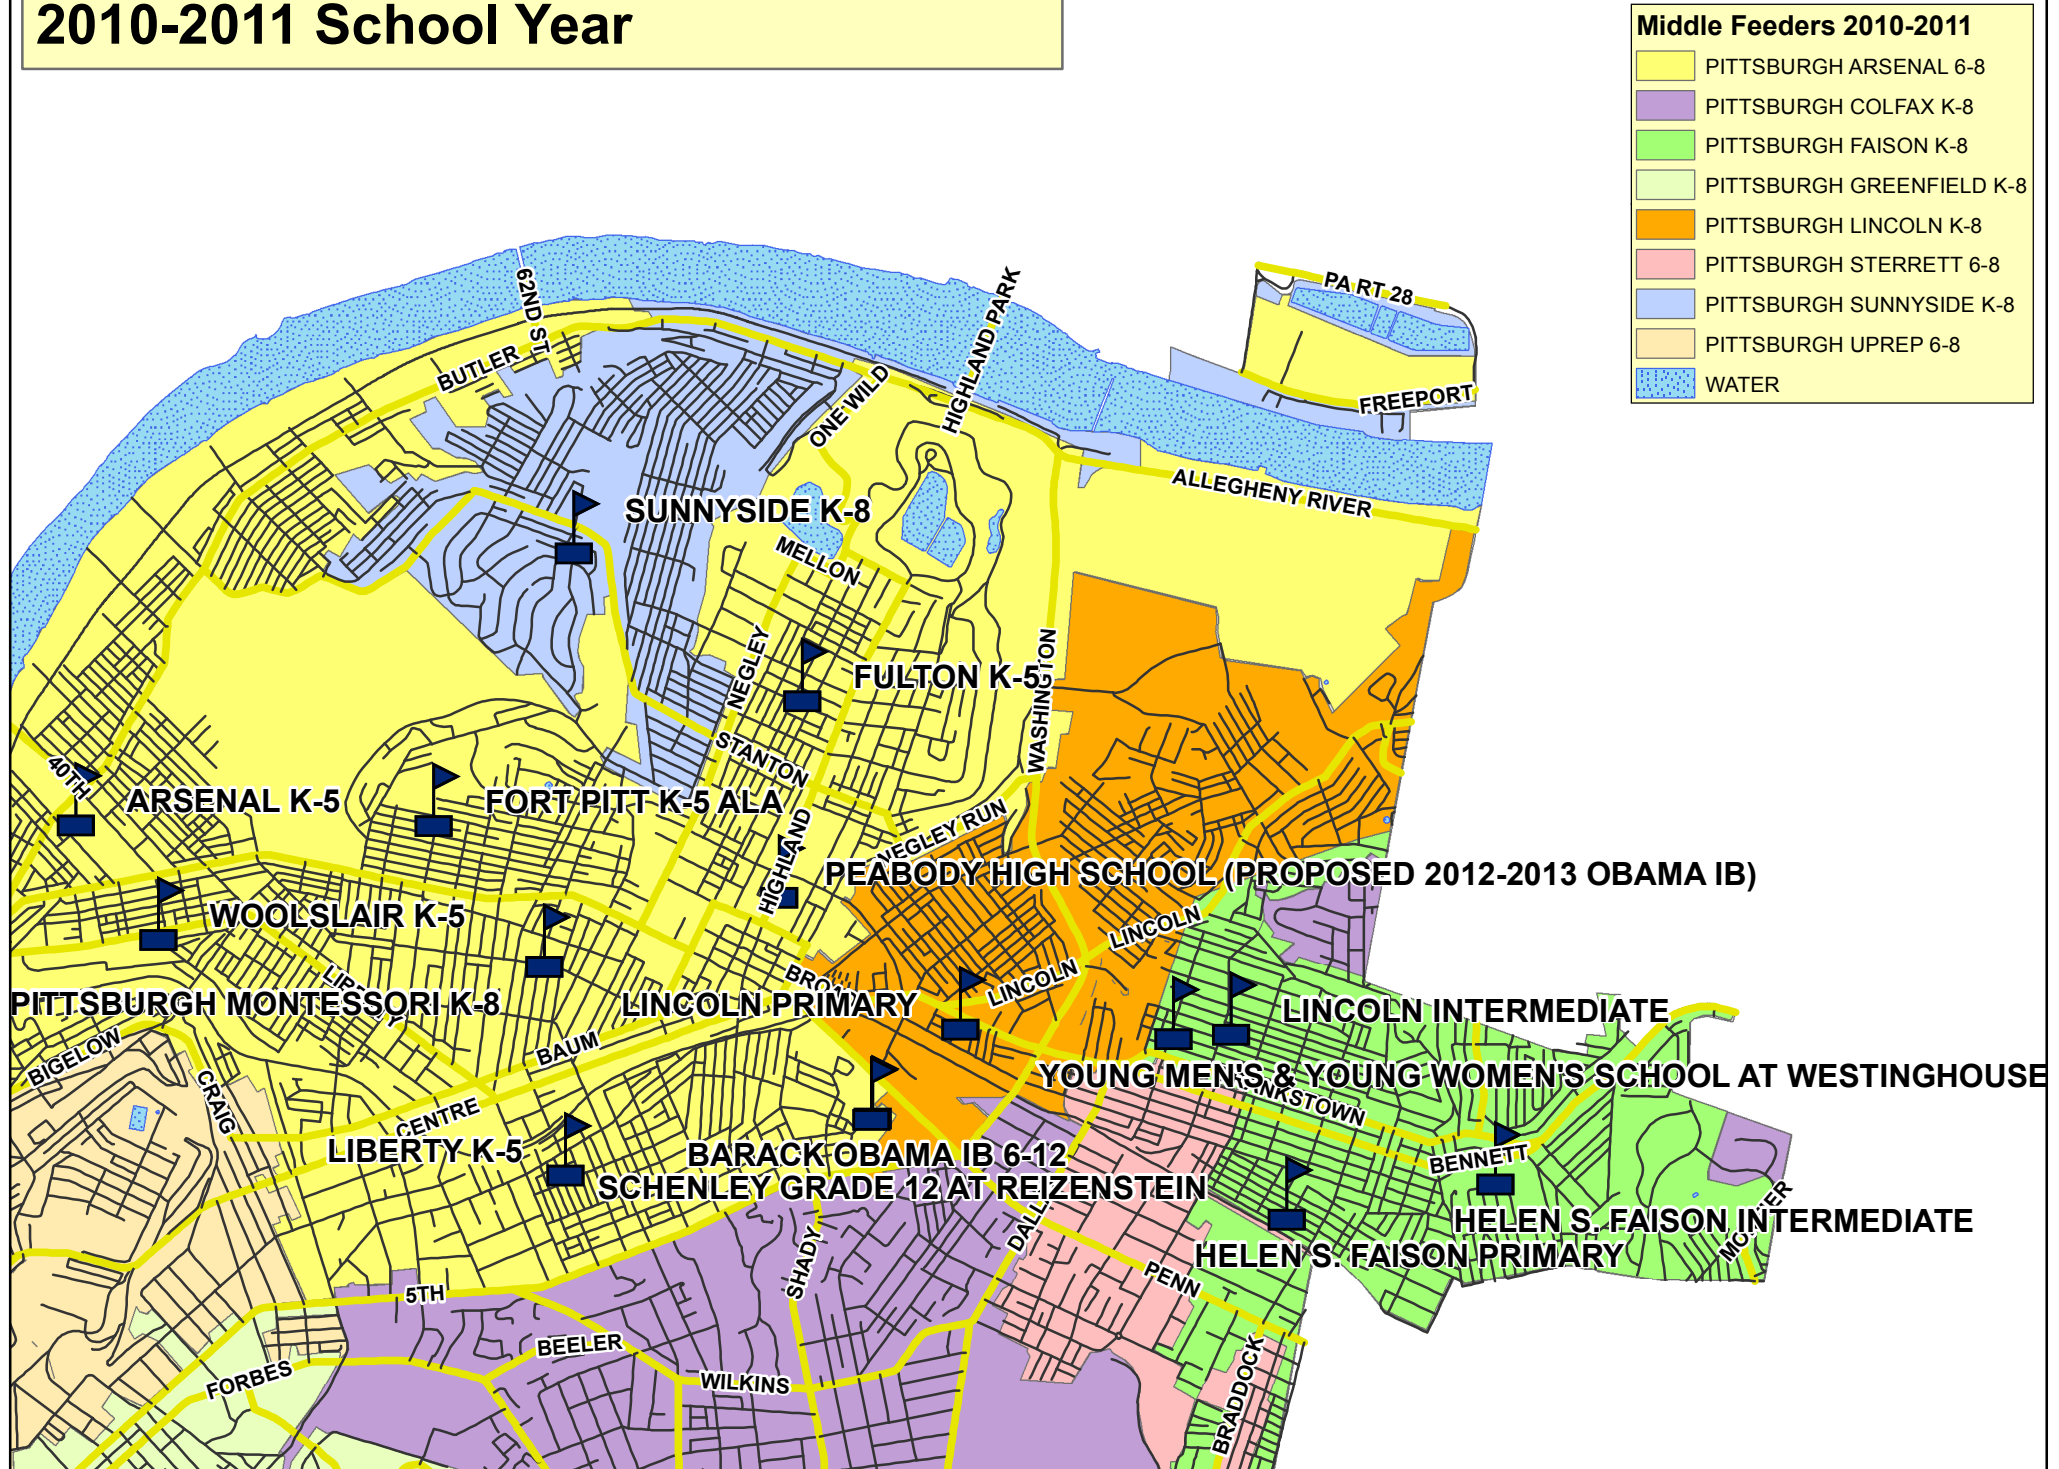 2010-2011 School Year
Middle Feeders 2010-2011
PITTSBURGH ARSENAL 6-8
PITTSBURGH COLFAX K-8
PITTSBURGH FAISON K-8
PITTSBURGH GREENFIELD K-8
PITTSBURGH LINCOLN K-8
PITTSBURGH STERRETT 6-8
PITTSBURGH SUNNYSIDE K-8
PITTSBURGH UPREP 6-8
WATER
62ND ST
BUTLER
ONE WILD
HIGHLAND PARK
PA RT 28
FREEPORT
ALLEGHENY RIVER
SUNNYSIDE K-8
MELLON
NEGLEY
FULTON K-5
WASHINGTON
STANTON
40TH
ARSENAL K-5
FORT PITT K-5 ALA
HIGHLAND
NEGLEY RUN
PEABODY HIGH SCHOOL (PROPOSED 2012-2013 OBAMA IB)
WOOLSLAIR K-5
LINCOLN
LINCOLN
PITTSBURGH MONTESSORI K-8
LINCOLN PRIMARY
LINCOLN INTERMEDIATE
BIGELOW
BAUM
CRAIG
YOUNG MEN'S & YOUNG WOMEN'S SCHOOL AT WESTINGHOUSE
CENTRE
LIBERTY K-5
BARACK OBAMA IB 6-12
SCHENLEY GRADE 12 AT REIZENSTEIN
BENNETT
HELEN S. FAISON INTERMEDIATE
HELEN S. FAISON PRIMARY
SHADY
PENN
5TH
BEELER
FORBES
WILKINS
BRADDOCK